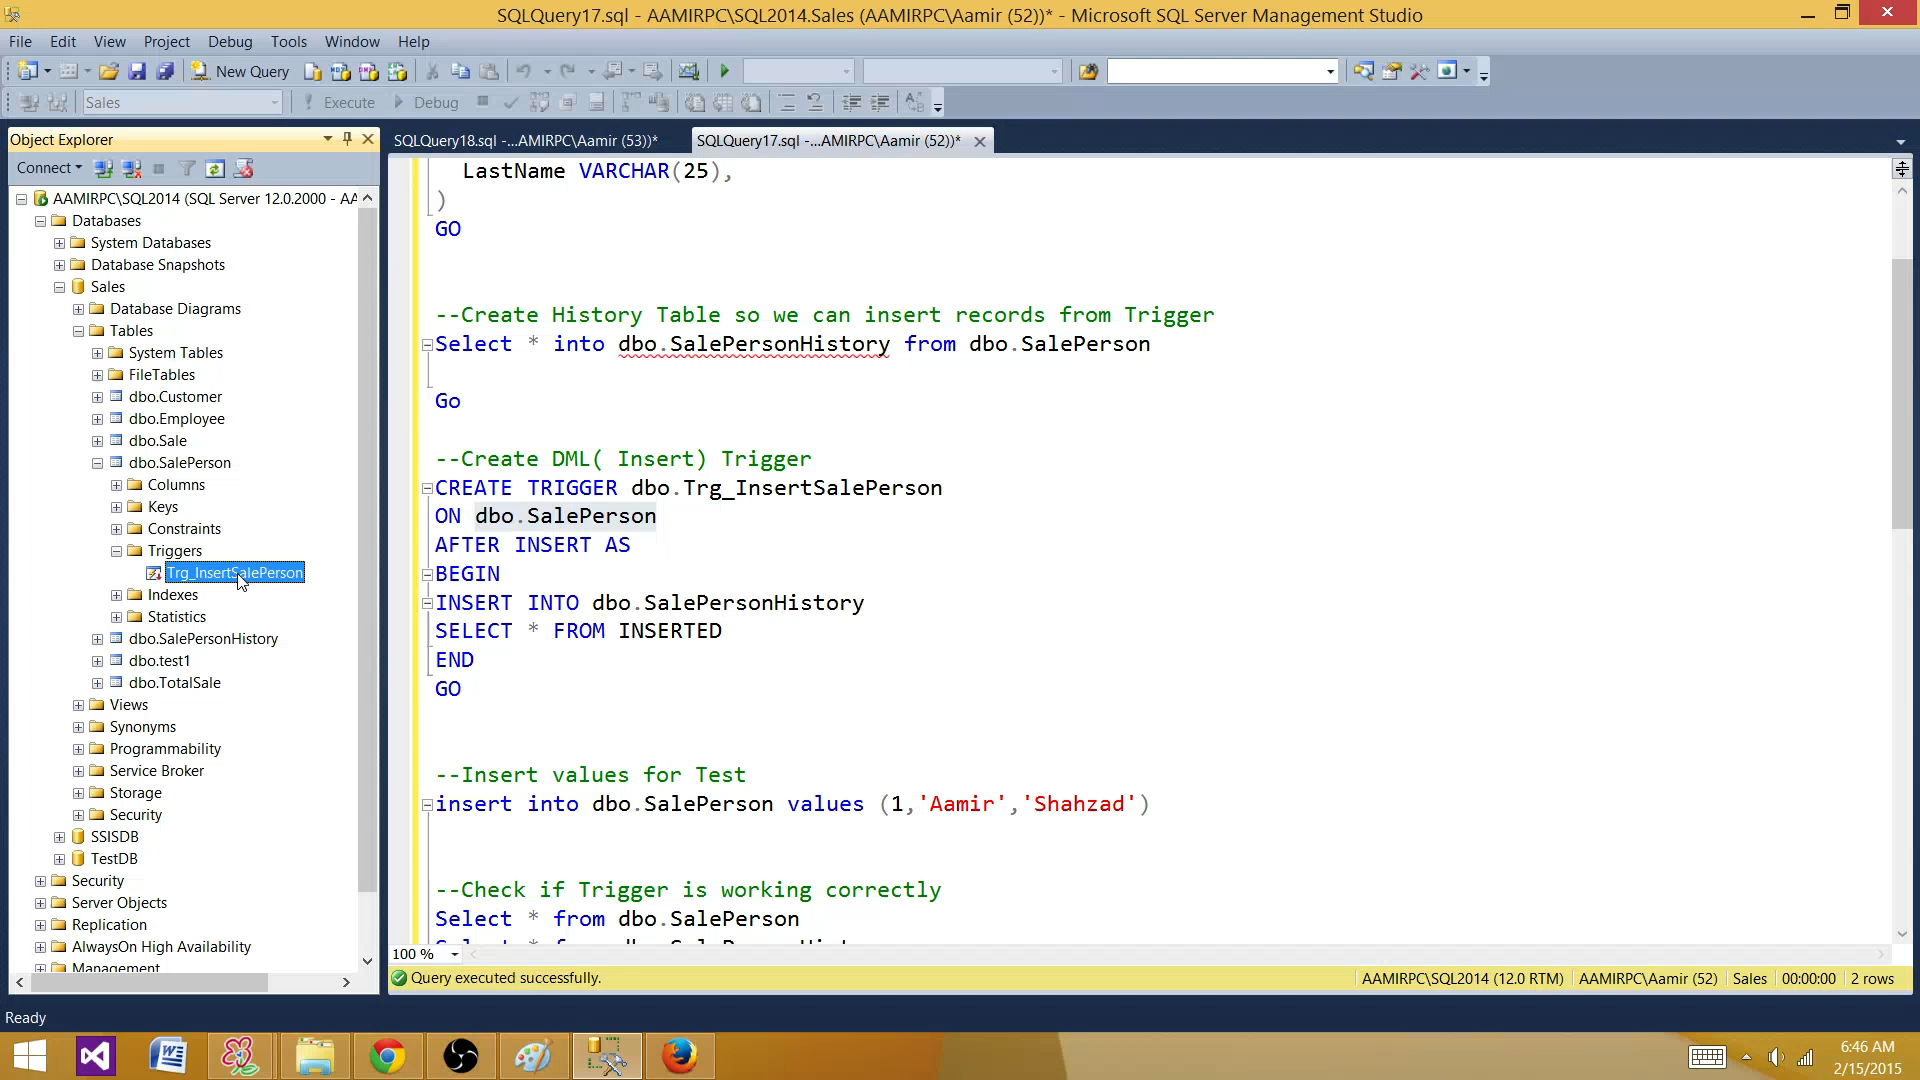 SQLQuery17.sql - AAMIRPC\SQL2014.Sales (AAMIRPC\Aamir (52))* - Microsoft SQL Server Management Studio
File Edit View Project Debug Tools Window Help
New Query
Sales Execute Debug
Object Explorer
SQLQuery18.sql -...AMIRPC\Aamir (53))* SQLQuery17.sql -...AMIRPC\Aamir (52))*
Connect
AAMIRPC\SQL2014 (SQL Server 12.0.2000 - AA
Databases
System Databases
Database Snapshots
Sales
Database Diagrams
Tables
System Tables
FileTables
dbo.Customer
dbo.Employee
dbo.Sale
dbo.SalePerson
Columns
Keys
Constraints
Triggers
Trg_InsertSalePerson
Indexes
Statistics
dbo.SalePersonHistory
dbo.test1
dbo.TotalSale
Views
Synonyms
Programmability
Service Broker
Storage
Security
SSISDB
TestDB
Security
Server Objects
Replication
AlwaysOn High Availability
Management
LastName VARCHAR(25),
)
GO
--Create History Table so we can insert records from Trigger
Select * into dbo.SalePersonHistory from dbo.SalePerson
Go
--Create DML( Insert) Trigger
CREATE TRIGGER dbo.Trg_InsertSalePerson
ON dbo.SalePerson
AFTER INSERT AS
BEGIN
INSERT INTO dbo.SalePersonHistory
SELECT * FROM INSERTED
END
GO
--Insert values for Test
insert into dbo.SalePerson values (1,'Aamir','Shahzad')
--Check if Trigger is working correctly
Select * from dbo.SalePerson
Select * from dbo.SalePersonHistory
100 %
Query executed successfully. AAMIRPC\SQL2014 (12.0 RTM) AAMIRPC\Aamir (52) Sales 00:00:00 2 rows
Ready
6:46 AM
2/15/2015